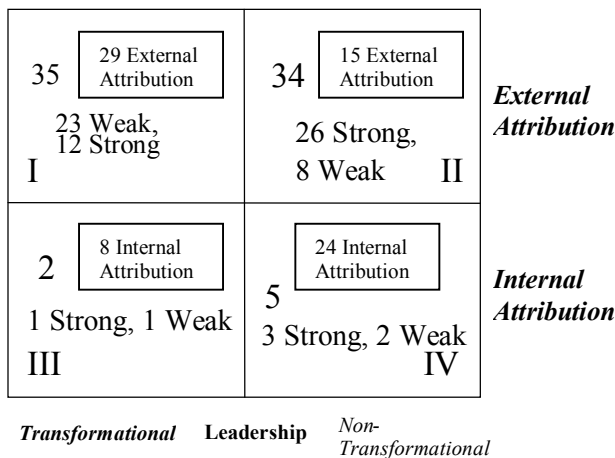 35
29 External
Attribution
23 Weak,
12 Strong
I
34
15 External
Attribution
26 Strong,
8 Weak
II
External
Attribution
2
8 Internal
Attribution
1 Strong, 1 Weak
III
5
24 Internal
Attribution
3 Strong, 2 Weak
IV
Internal
Attribution
Transformational Leadership Non-
Transformational